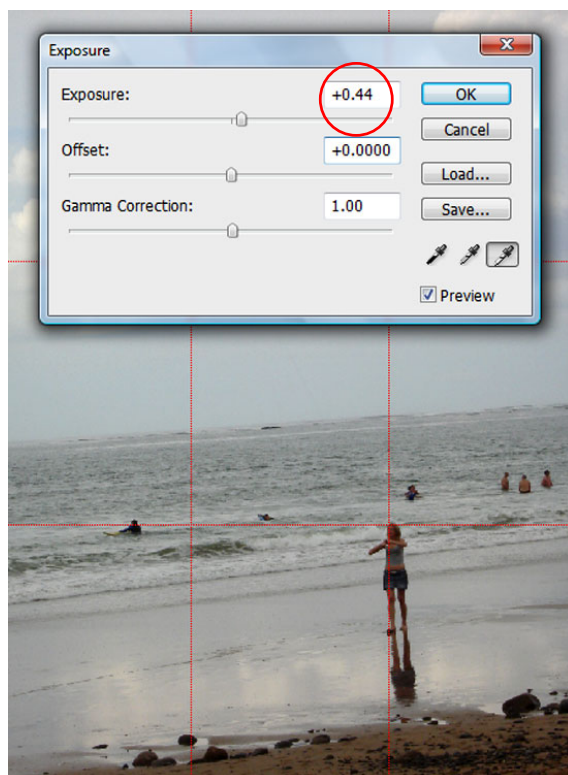 Exposure
Exposure: +0.44
OK
Cancel
Offset: +0.0000
Load...
Gamma Correction: 1.00
Save...
Preview